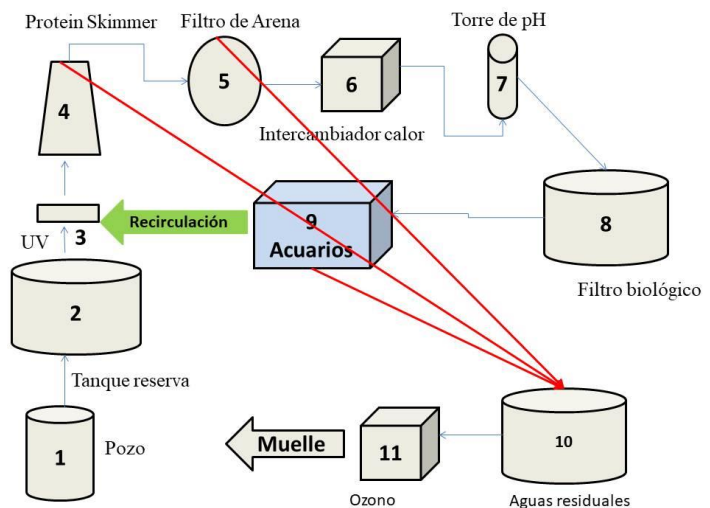 Protein Skimmer
Filtro de Arena
Torre de pH
4
5
6
7
Intercambiador calor
Recirculación
9
Acuarios
8
UV
3
Filtro biológico
2
Tanque reserva
1
Pozo
Muelle
11
10
Ozono
Aguas residuales